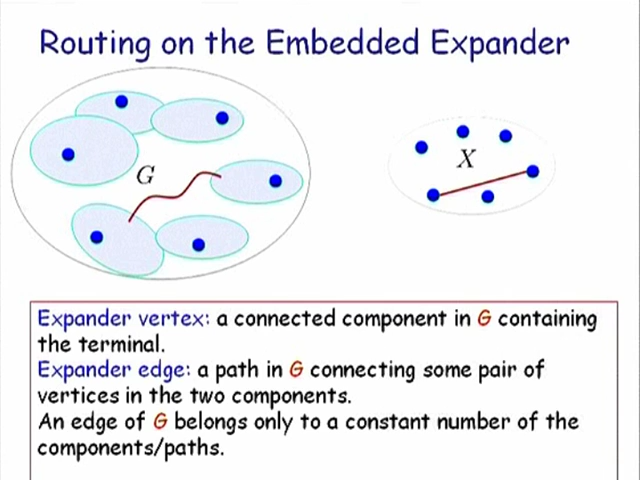 Routing on the Embedded Expander
G
X
Expander vertex: a connected component in G containing
the terminal.
Expander edge: a path in G connecting some pair of
vertices in the two components.
An edge of G belongs only to a constant number of the
components/paths.